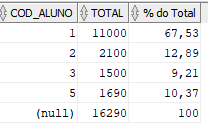 COD_ALUNO TOTAL % do Total
1 11000 67,53
2 2100 12,89
3 1500 9,21
5 1690 10,37
(null) 16290 100